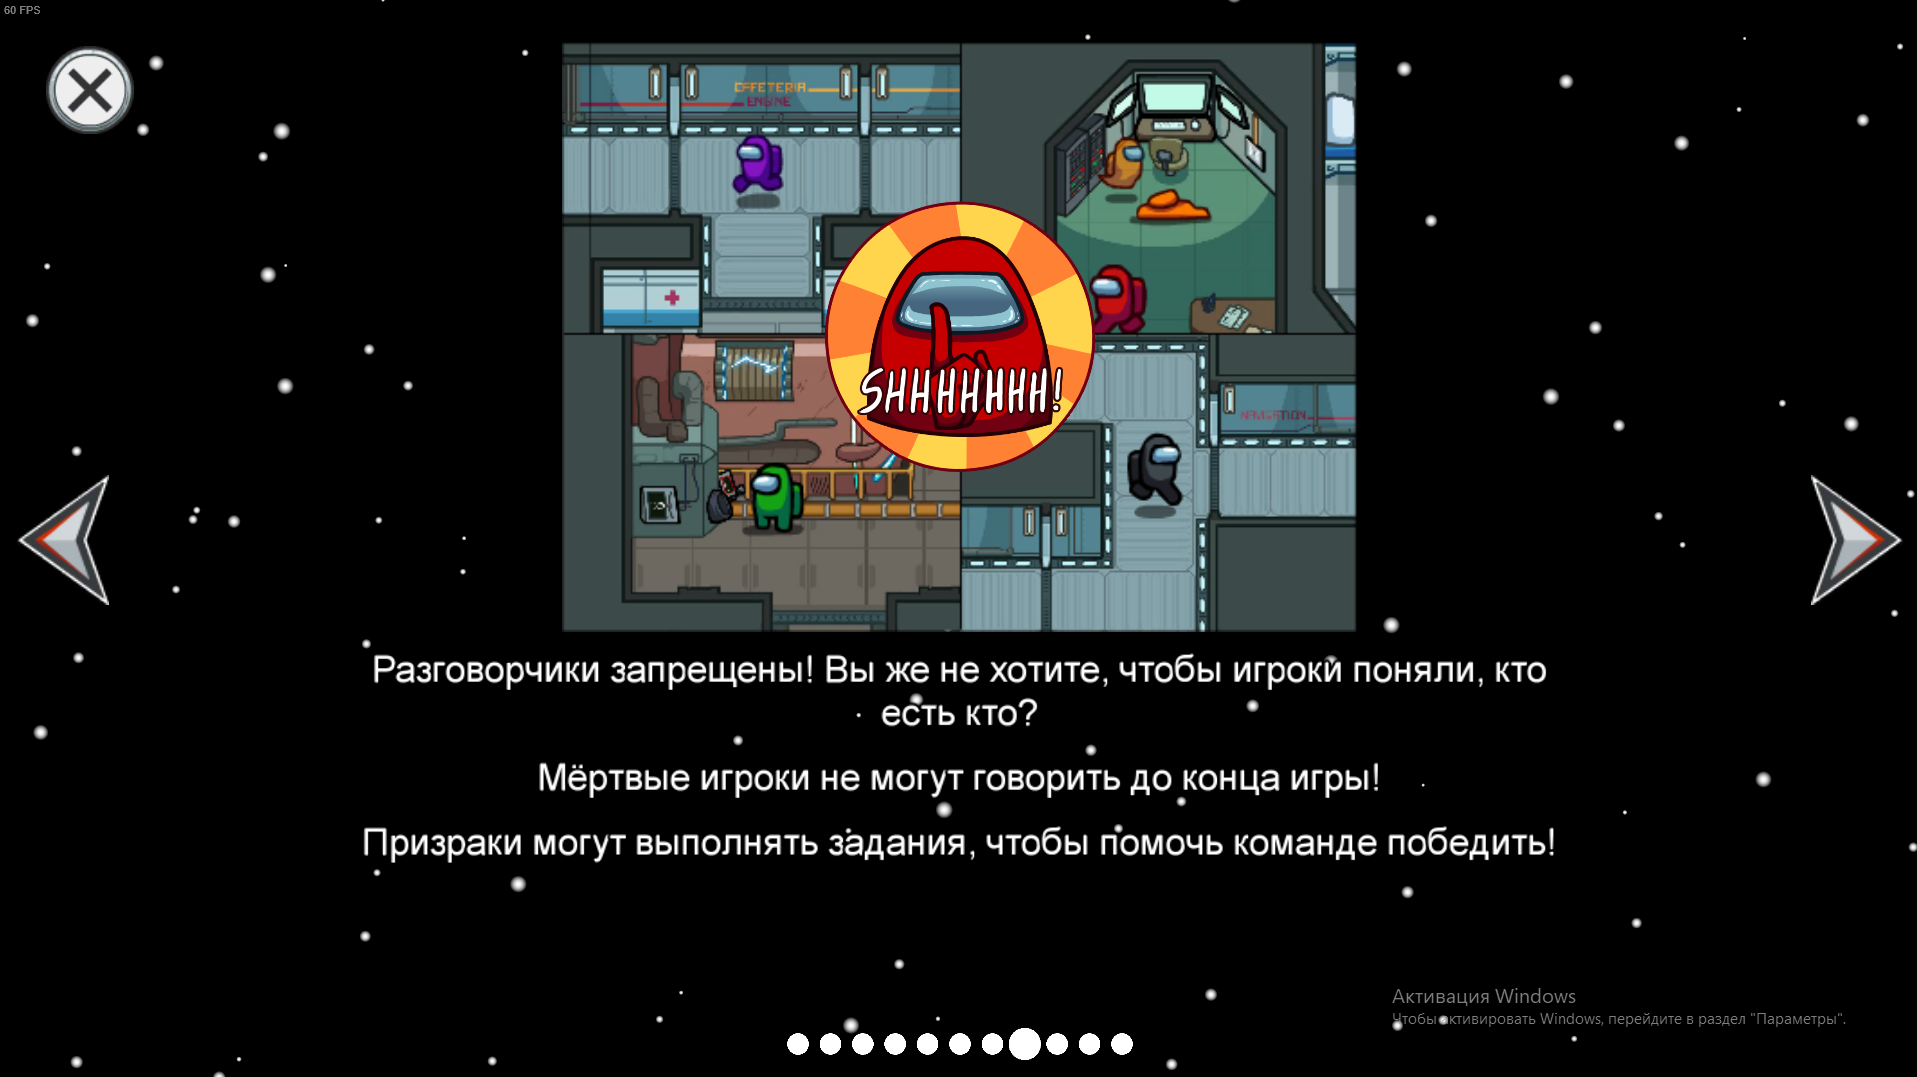 60 FPS
CAFETERIA
ENGINE
SHHHHHHH!
NAVIGATION
Разговорчики запрещены! Вы же не хотите, чтобы игроки поняли, кто
есть кто?
Мёртвые игроки не могут говорить до конца игры!
Призраки могут выполнять задания, чтобы помочь команде победить!
Активация Windows
Чтобы активировать Windows, перейдите в раздел "Параметры".